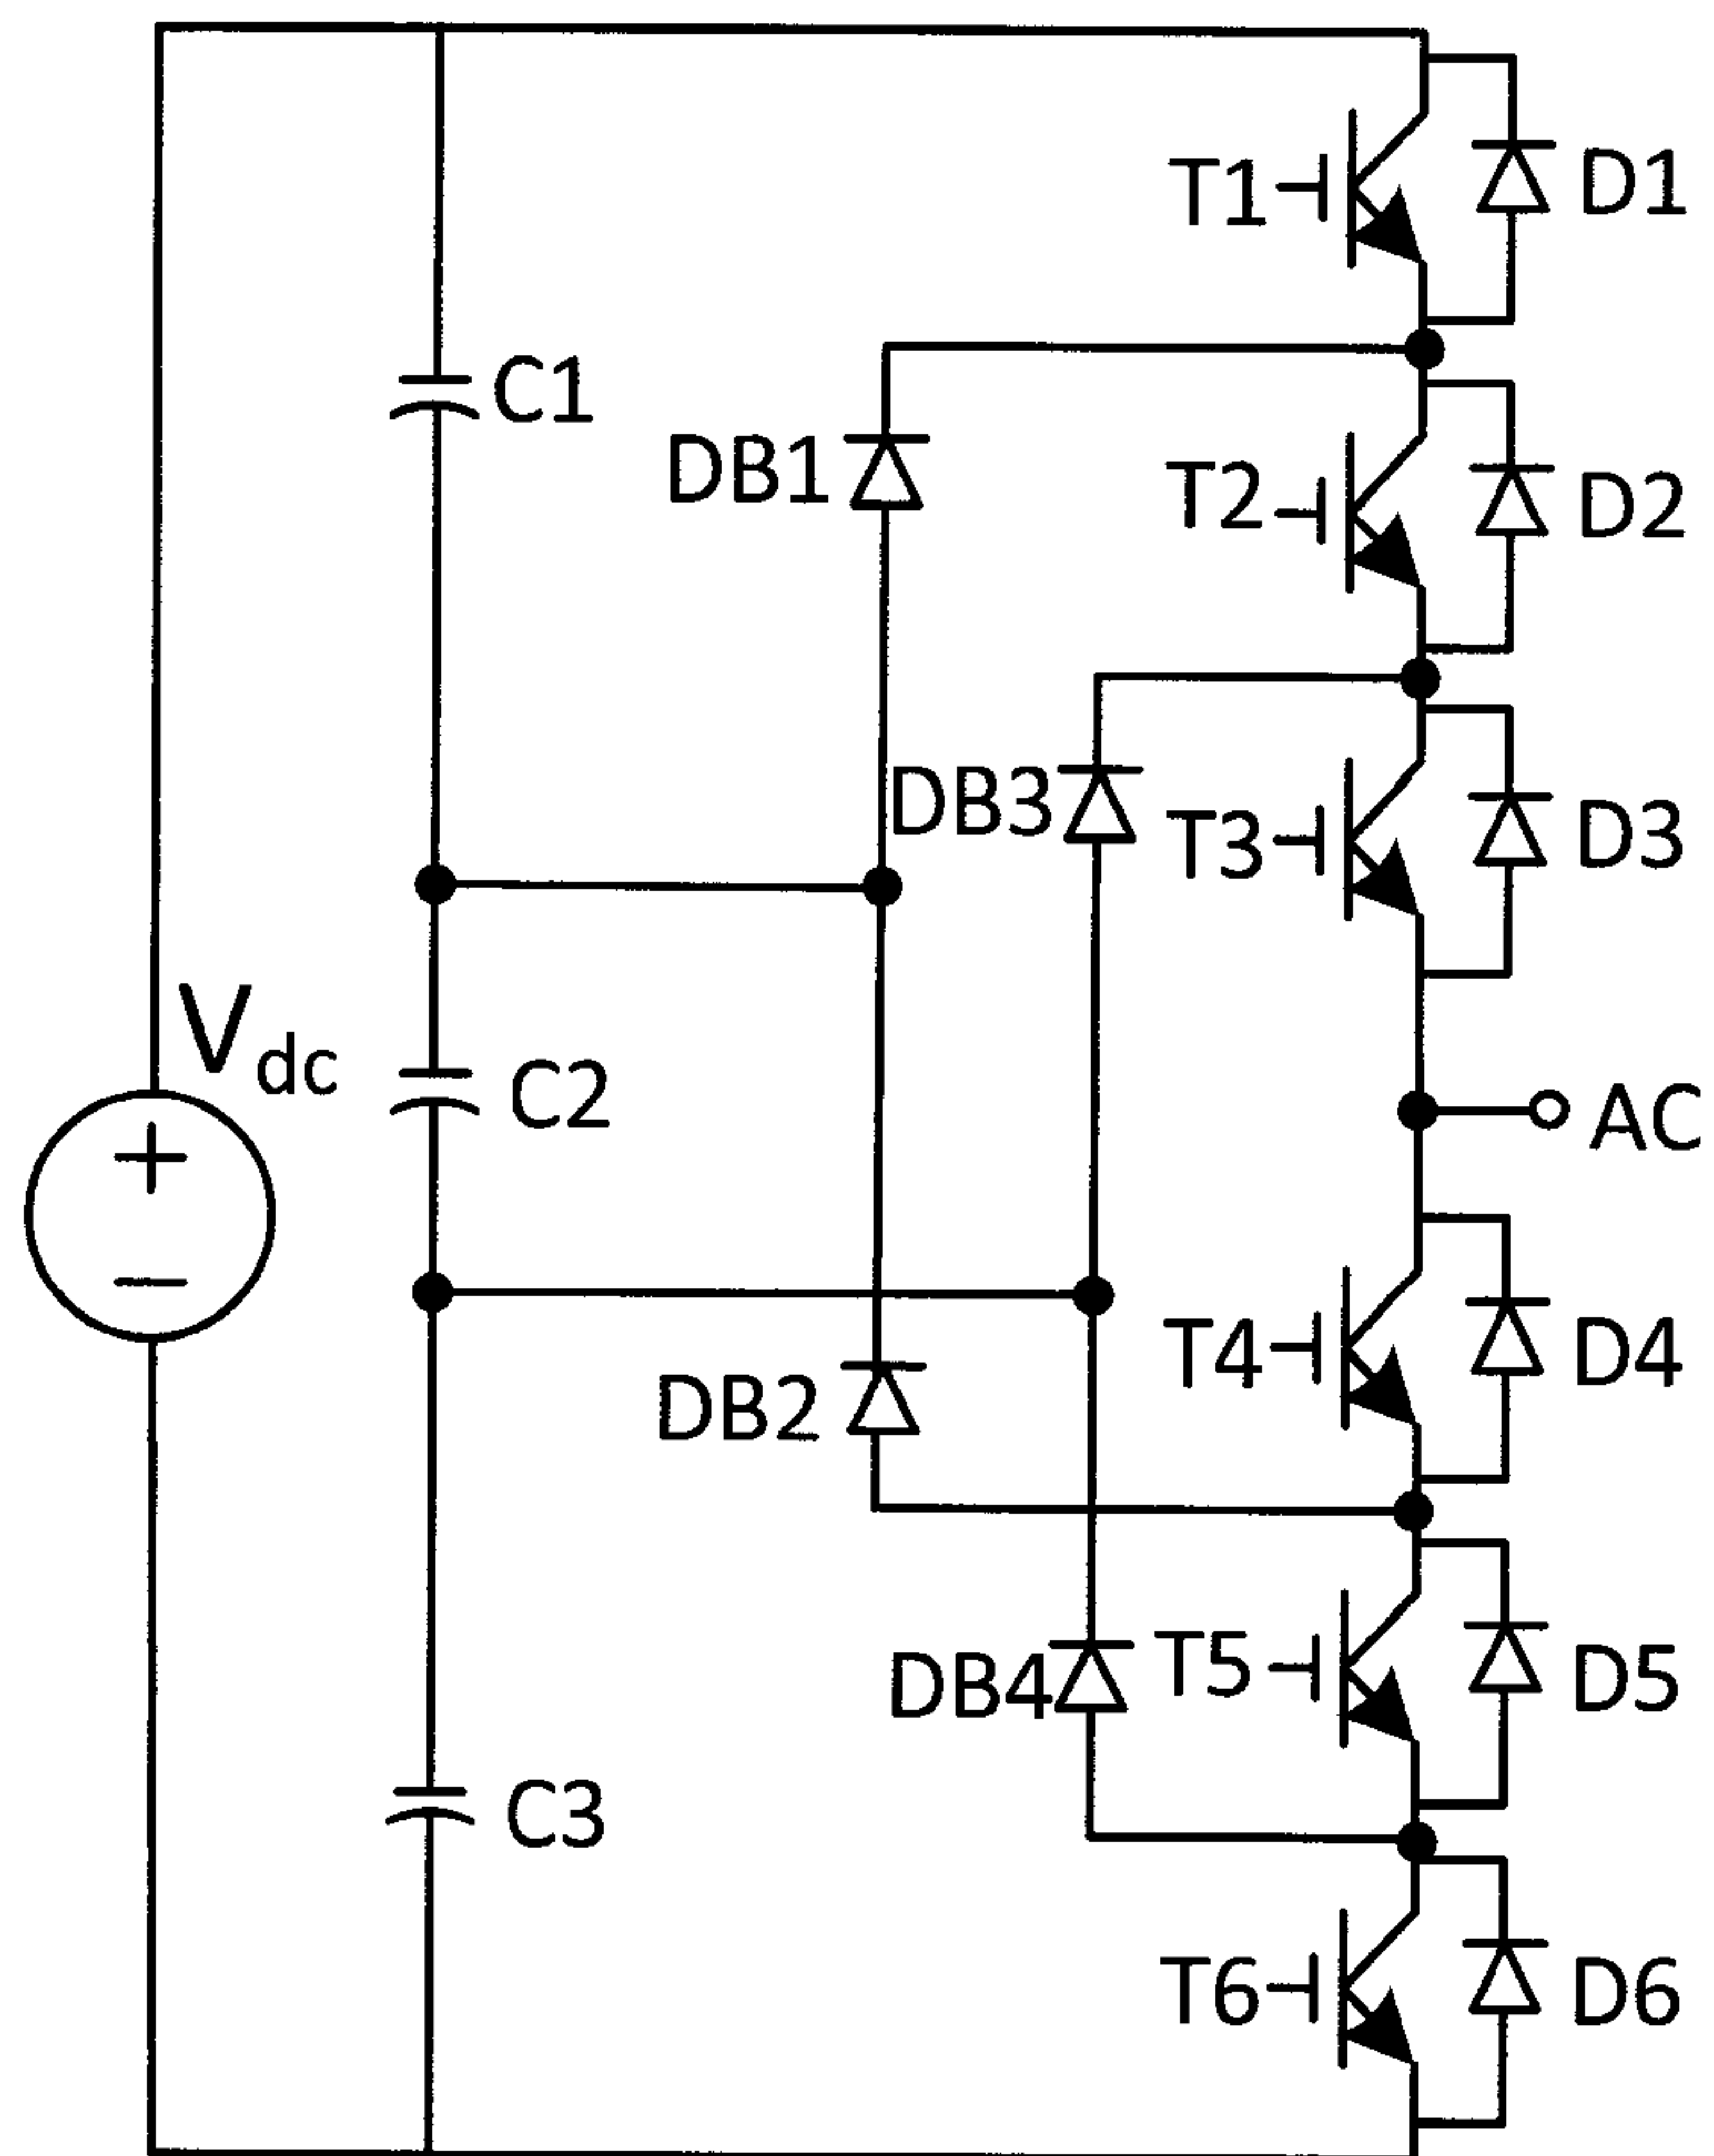 T1
D1
C1
DB1
T2
D2
DB3
T3
D3
Vdc
C2
AC
+
−
T4
D4
DB2
T5
D5
DB4
C3
T6
D6